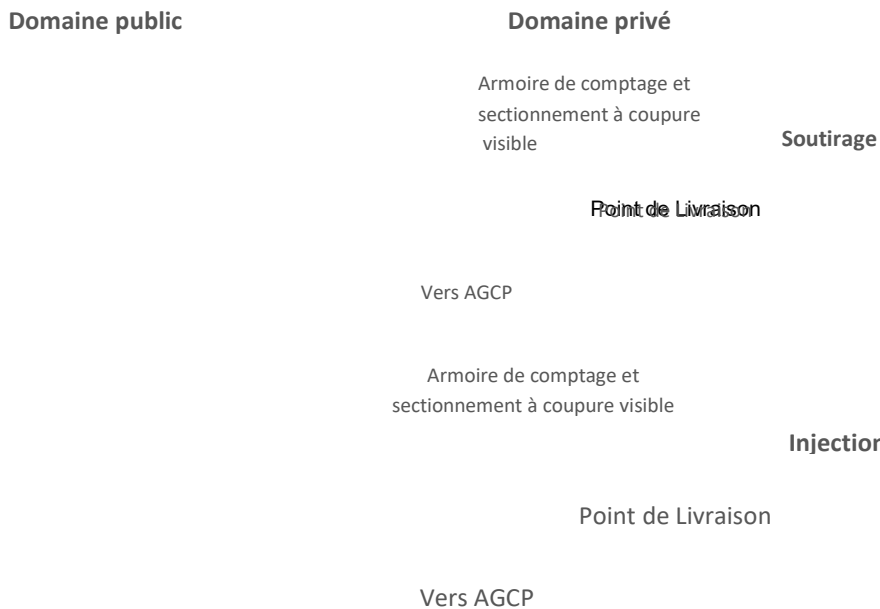 Domaine public
Domaine privé
Armoire de comptage et
sectionnement à coupure
visible
Soutirage
Point de Livraison
Vers AGCP
Armoire de comptage et
sectionnement à coupure visible
Injection
Point de Livraison
Vers AGCP